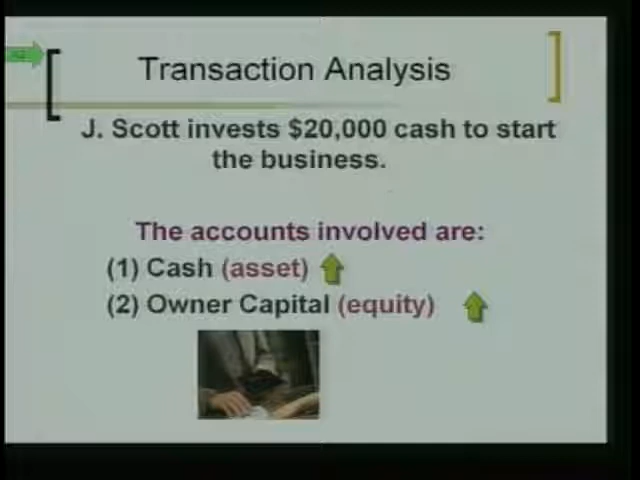 Transaction Analysis
J. Scott invests $20,000 cash to start
the business.
The accounts involved are:
(1) Cash (asset)
(2) Owner Capital (equity)